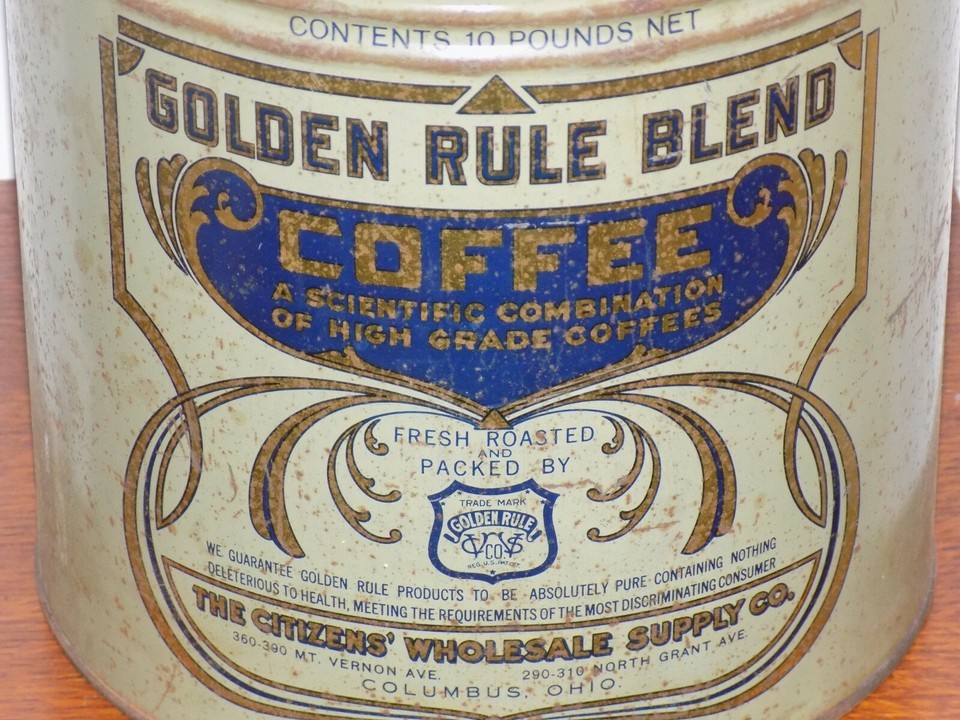 CONTENTS 10 POUNDS NET
GOLDEN RULE BLEND
COFFEE
A SCIENTIFIC COMBINATION
OF HIGH GRADE COFFEES
FRESH ROASTED
AND
PACKED BY
TRADE MARK
GOLDEN RULE
CO.
REG. U.S. PAT. OFF.
WE GUARANTEE GOLDEN RULE PRODUCTS TO BE ABSOLUTELY PURE CONTAINING NOTHING
DELETERIOUS TO HEALTH, MEETING THE REQUIREMENTS OF THE MOST DISCRIMINATING CONSUMER
THE CITIZENS' WHOLESALE SUPPLY CO.
360-390 MT. VERNON AVE. 290-310 NORTH GRANT AVE.
COLUMBUS, OHIO.